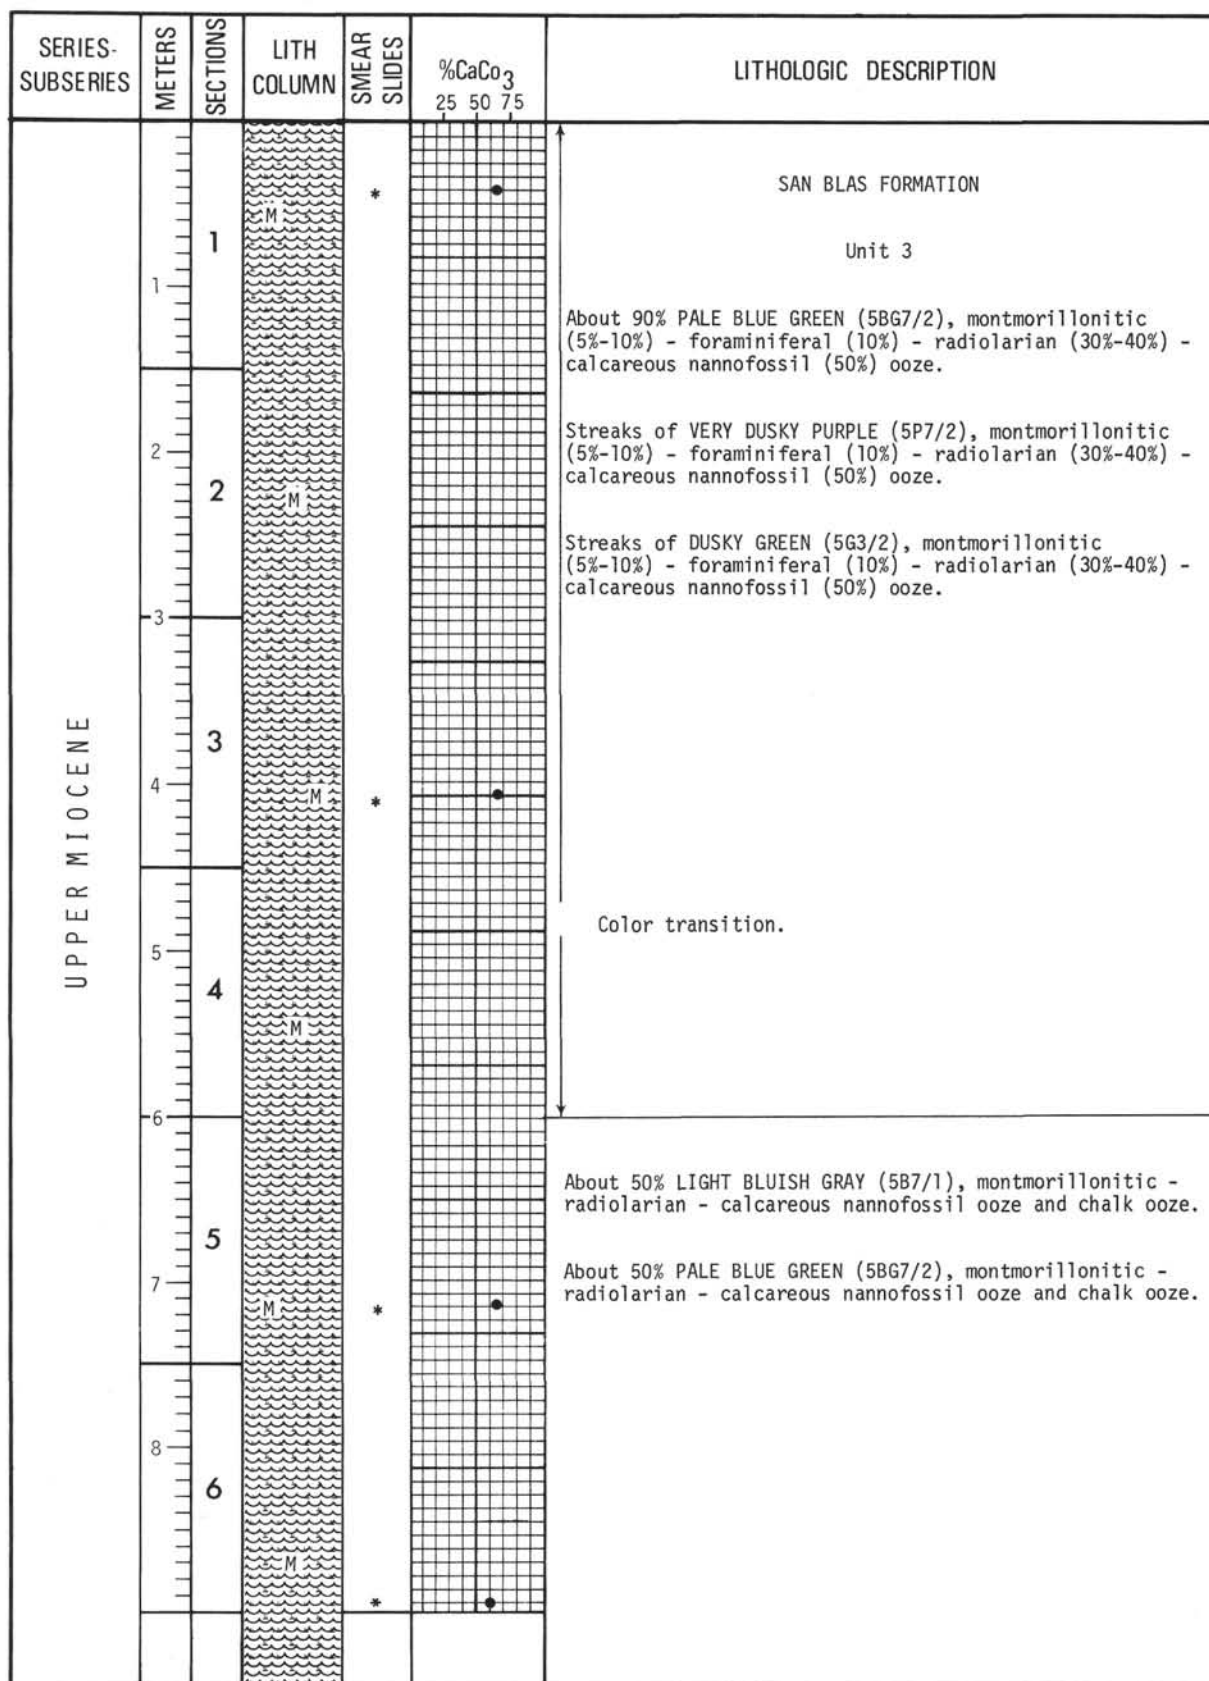 SERIES-
SUBSERIES
METERS
SECTIONS
LITH
COLUMN
SMEAR
SLIDES
%CaCo3
25 50 75
LITHOLOGIC DESCRIPTION
UPPER MIOCENE
1
2
3
4
5
6
7
8
1
2
3
4
5
6
M
M
M
M
M
M
*
*
*
*
SAN BLAS FORMATION
Unit 3
About 90% PALE BLUE GREEN (5BG7/2), montmorillonitic
(5%-10%) - foraminiferal (10%) - radiolarian (30%-40%) -
calcareous nannofossil (50%) ooze.
Streaks of VERY DUSKY PURPLE (5P7/2), montmorillonitic
(5%-10%) - foraminiferal (10%) - radiolarian (30%-40%) -
calcareous nannofossil (50%) ooze.
Streaks of DUSKY GREEN (5G3/2), montmorillonitic
(5%-10%) - foraminiferal (10%) - radiolarian (30%-40%) -
calcareous nannofossil (50%) ooze.
Color transition.
About 50% LIGHT BLUISH GRAY (5B7/1), montmorillonitic -
radiolarian - calcareous nannofossil ooze and chalk ooze.
About 50% PALE BLUE GREEN (5BG7/2), montmorillonitic -
radiolarian - calcareous nannofossil ooze and chalk ooze.